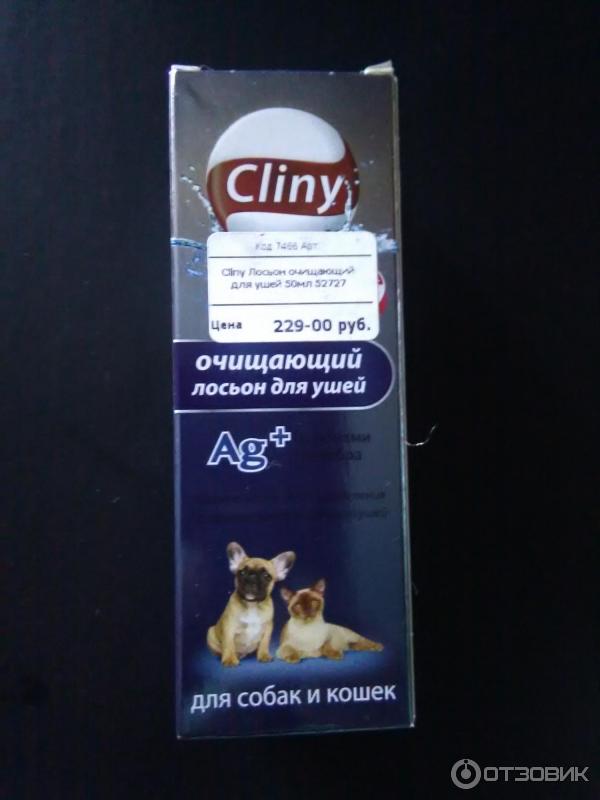 Cliny
Код 7466 Арт.
Cliny Лосьон очищающий
для ушей 50мл 52727
Цена 229-00 руб.
очищающий
лосьон для ушей
Ag+
для собак и кошек
ОТЗОВИК